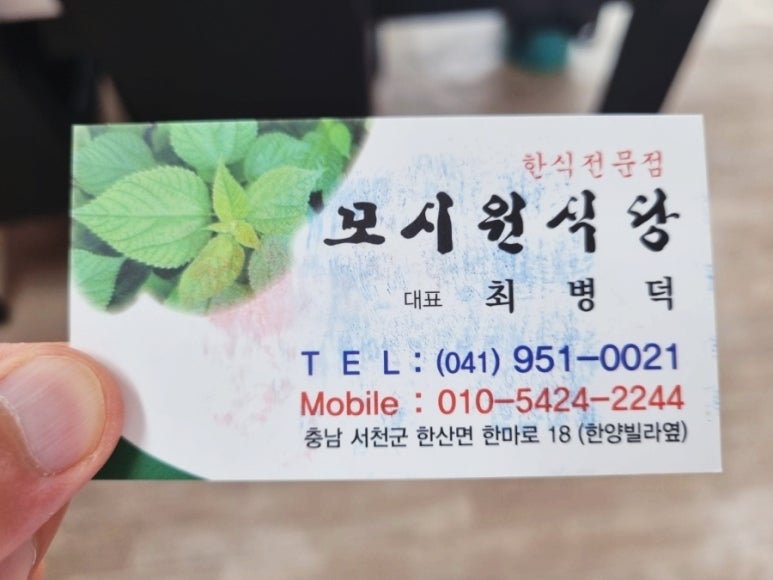 한식전문점
모시원식당
대표 최병덕
TEL: (041) 951-0021
Mobile : 010-5424-2244
충남 서천군 한산면 한마로 18 (한양빌라옆)